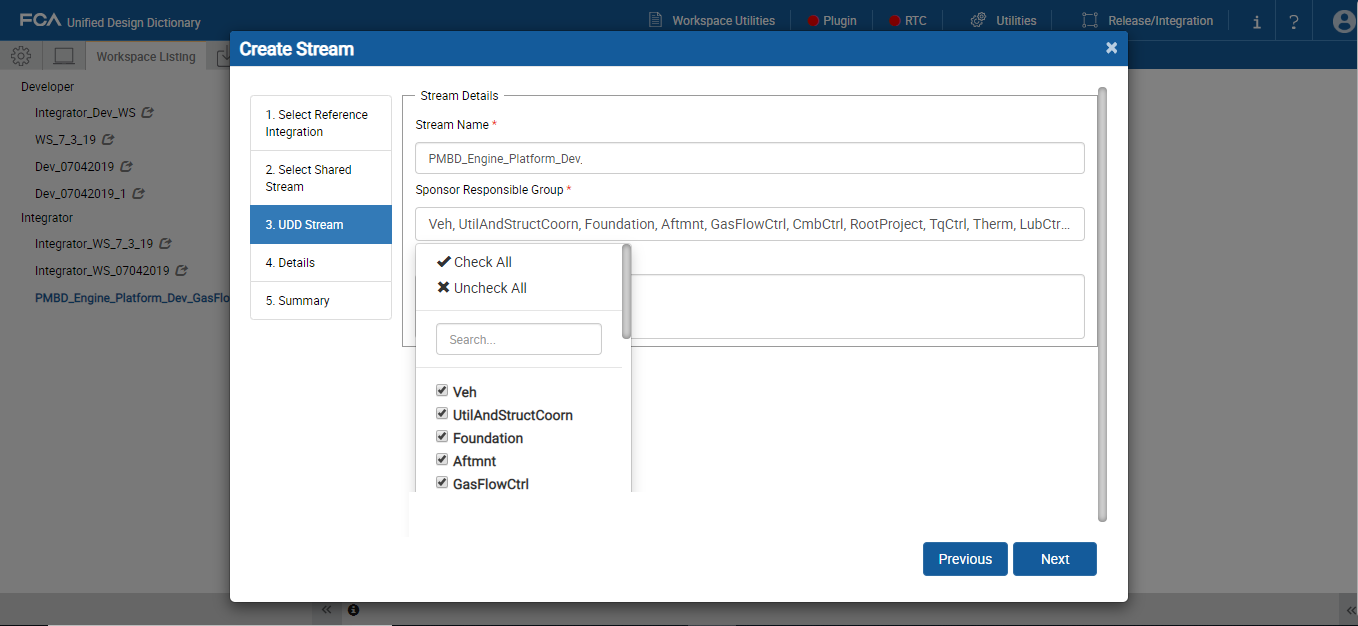 FCA Unified Design Dictionary
Workspace Utilities
Plugin
RTC
Utilities
Release/Integration
Workspace Listing
Developer
Integrator_Dev_WS
WS_7_3_19
Dev_07042019
Dev_07042019_1
Integrator
Integrator_WS_7_3_19
Integrator_WS_07042019
PMBD_Engine_Platform_Dev_GasFlo
Create Stream
1. Select Reference
Integration
2. Select Shared
Stream
3. UDD Stream
4. Details
5. Summary
Stream Details
Stream Name *
PMBD_Engine_Platform_Dev.
Sponsor Responsible Group *
Veh, UtilAndStructCoorn, Foundation, Aftmnt, GasFlowCtrl, CmbCtrl, RootProject, TqCtrl, Therm, LubCtr...
Check All
Uncheck All
Search...
Veh
UtilAndStructCoorn
Foundation
Aftmnt
GasFlowCtrl
Previous
Next